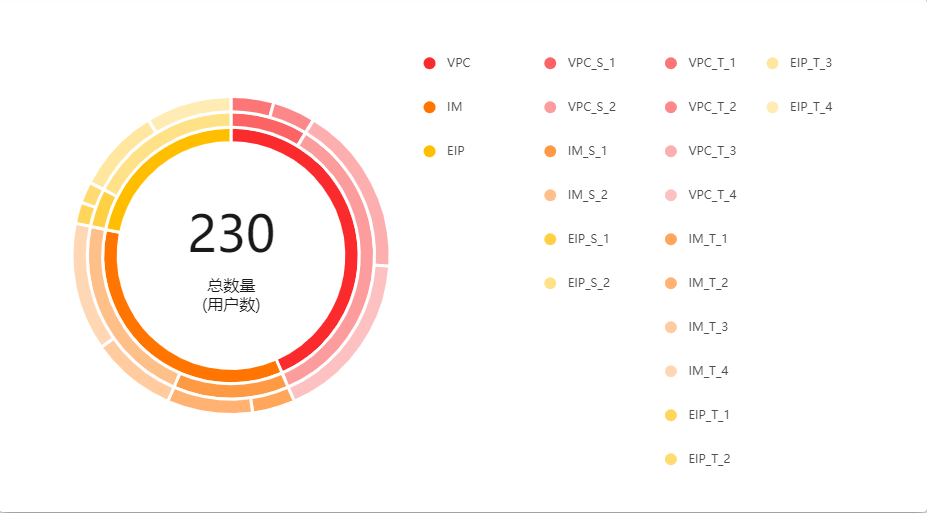 230
总数量
(用户数)
VPC
IM
EIP
VPC_S_1
VPC_S_2
IM_S_1
IM_S_2
EIP_S_1
EIP_S_2
VPC_T_1
VPC_T_2
VPC_T_3
VPC_T_4
IM_T_1
IM_T_2
IM_T_3
IM_T_4
EIP_T_1
EIP_T_2
EIP_T_3
EIP_T_4